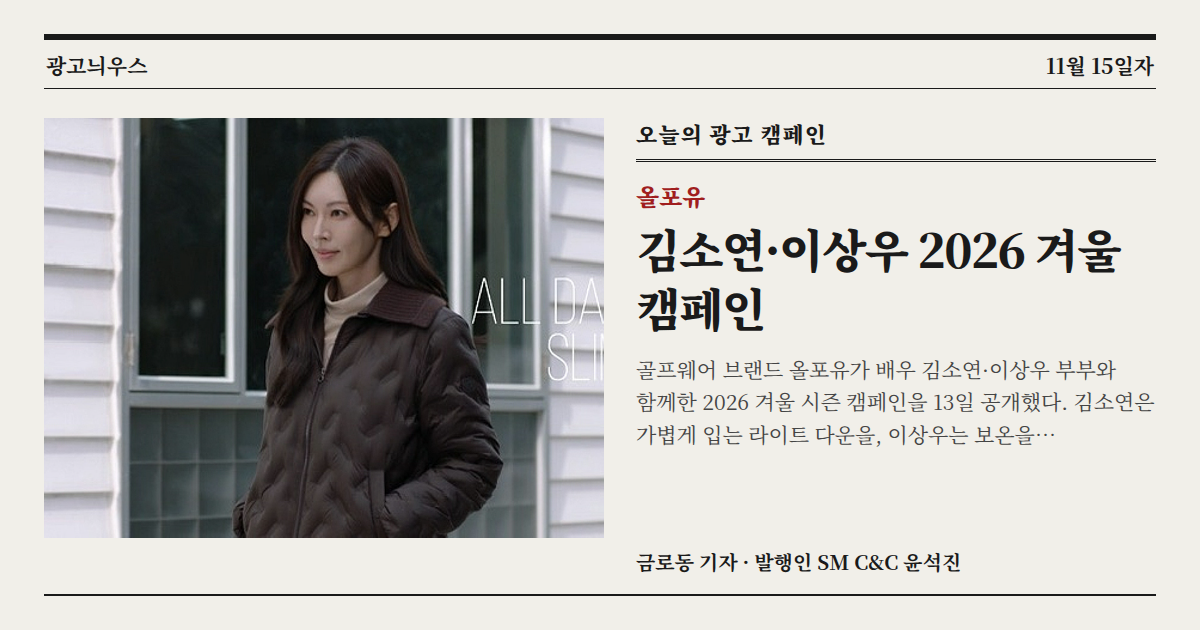 광고늬우스
11월 15일자
오늘의 광고 캠페인
올포유
김소연·이상우 2026 겨울
캠페인
골프웨어 브랜드 올포유가 배우 김소연·이상우 부부와
함께한 2026 겨울 시즌 캠페인을 13일 공개했다. 김소연은
가볍게 입는 라이트 다운을, 이상우는 보온을…
ALL DA
SLI
금로동 기자 · 발행인 SM C&C 윤석진